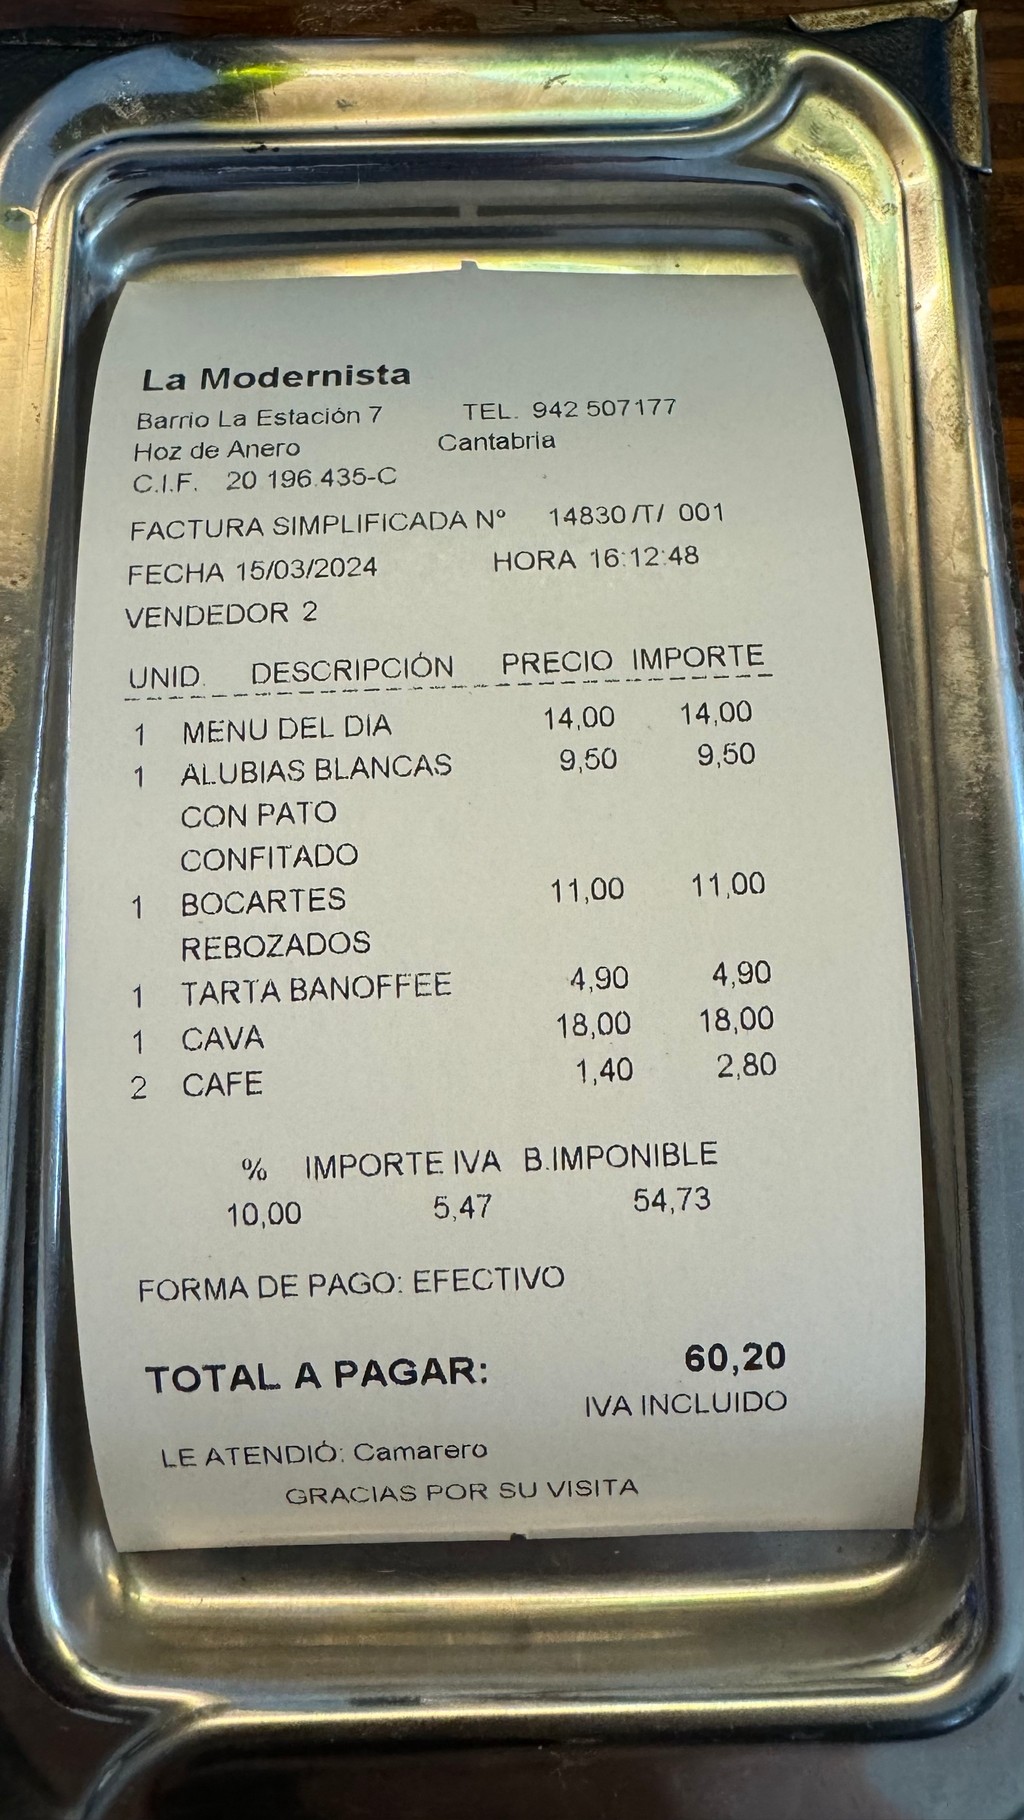 La Modernista
Barrio La Estación 7 TEL. 942 507177
Hoz de Anero Cantabria
C.I.F. 20 196.435-C
FACTURA SIMPLIFICADA Nº 14830 /T/ 001
FECHA 15/03/2024 HORA 16:12:48
VENDEDOR 2
UNID. DESCRIPCIÓN PRECIO IMPORTE
1 MENU DEL DIA 14,00 14,00
1 ALUBIAS BLANCAS 9,50 9,50
CON PATO
CONFITADO
1 BOCARTES 11,00 11,00
REBOZADOS
1 TARTA BANOFFEE 4,90 4,90
1 CAVA 18,00 18,00
2 CAFE 1,40 2,80
% IMPORTE IVA B.IMPONIBLE
10,00 5,47 54,73
FORMA DE PAGO: EFECTIVO
TOTAL A PAGAR: 60,20
IVA INCLUIDO
LE ATENDIÓ: Camarero
GRACIAS POR SU VISITA